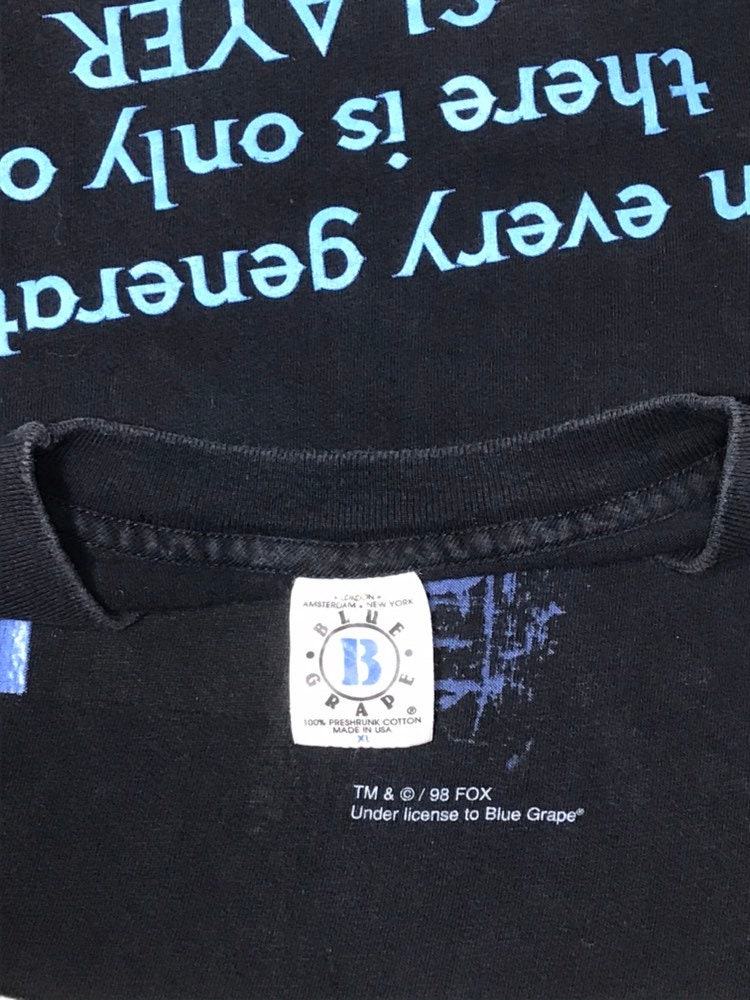 n every generat
there is only o
SLAYER
• LONDON •
AMSTERDAM • NEW YORK
BLUE
B
GRAPE ®
100% PRESHRUNK COTTON
MADE IN USA
XL
TM & © / 98 FOX
Under license to Blue Grape®